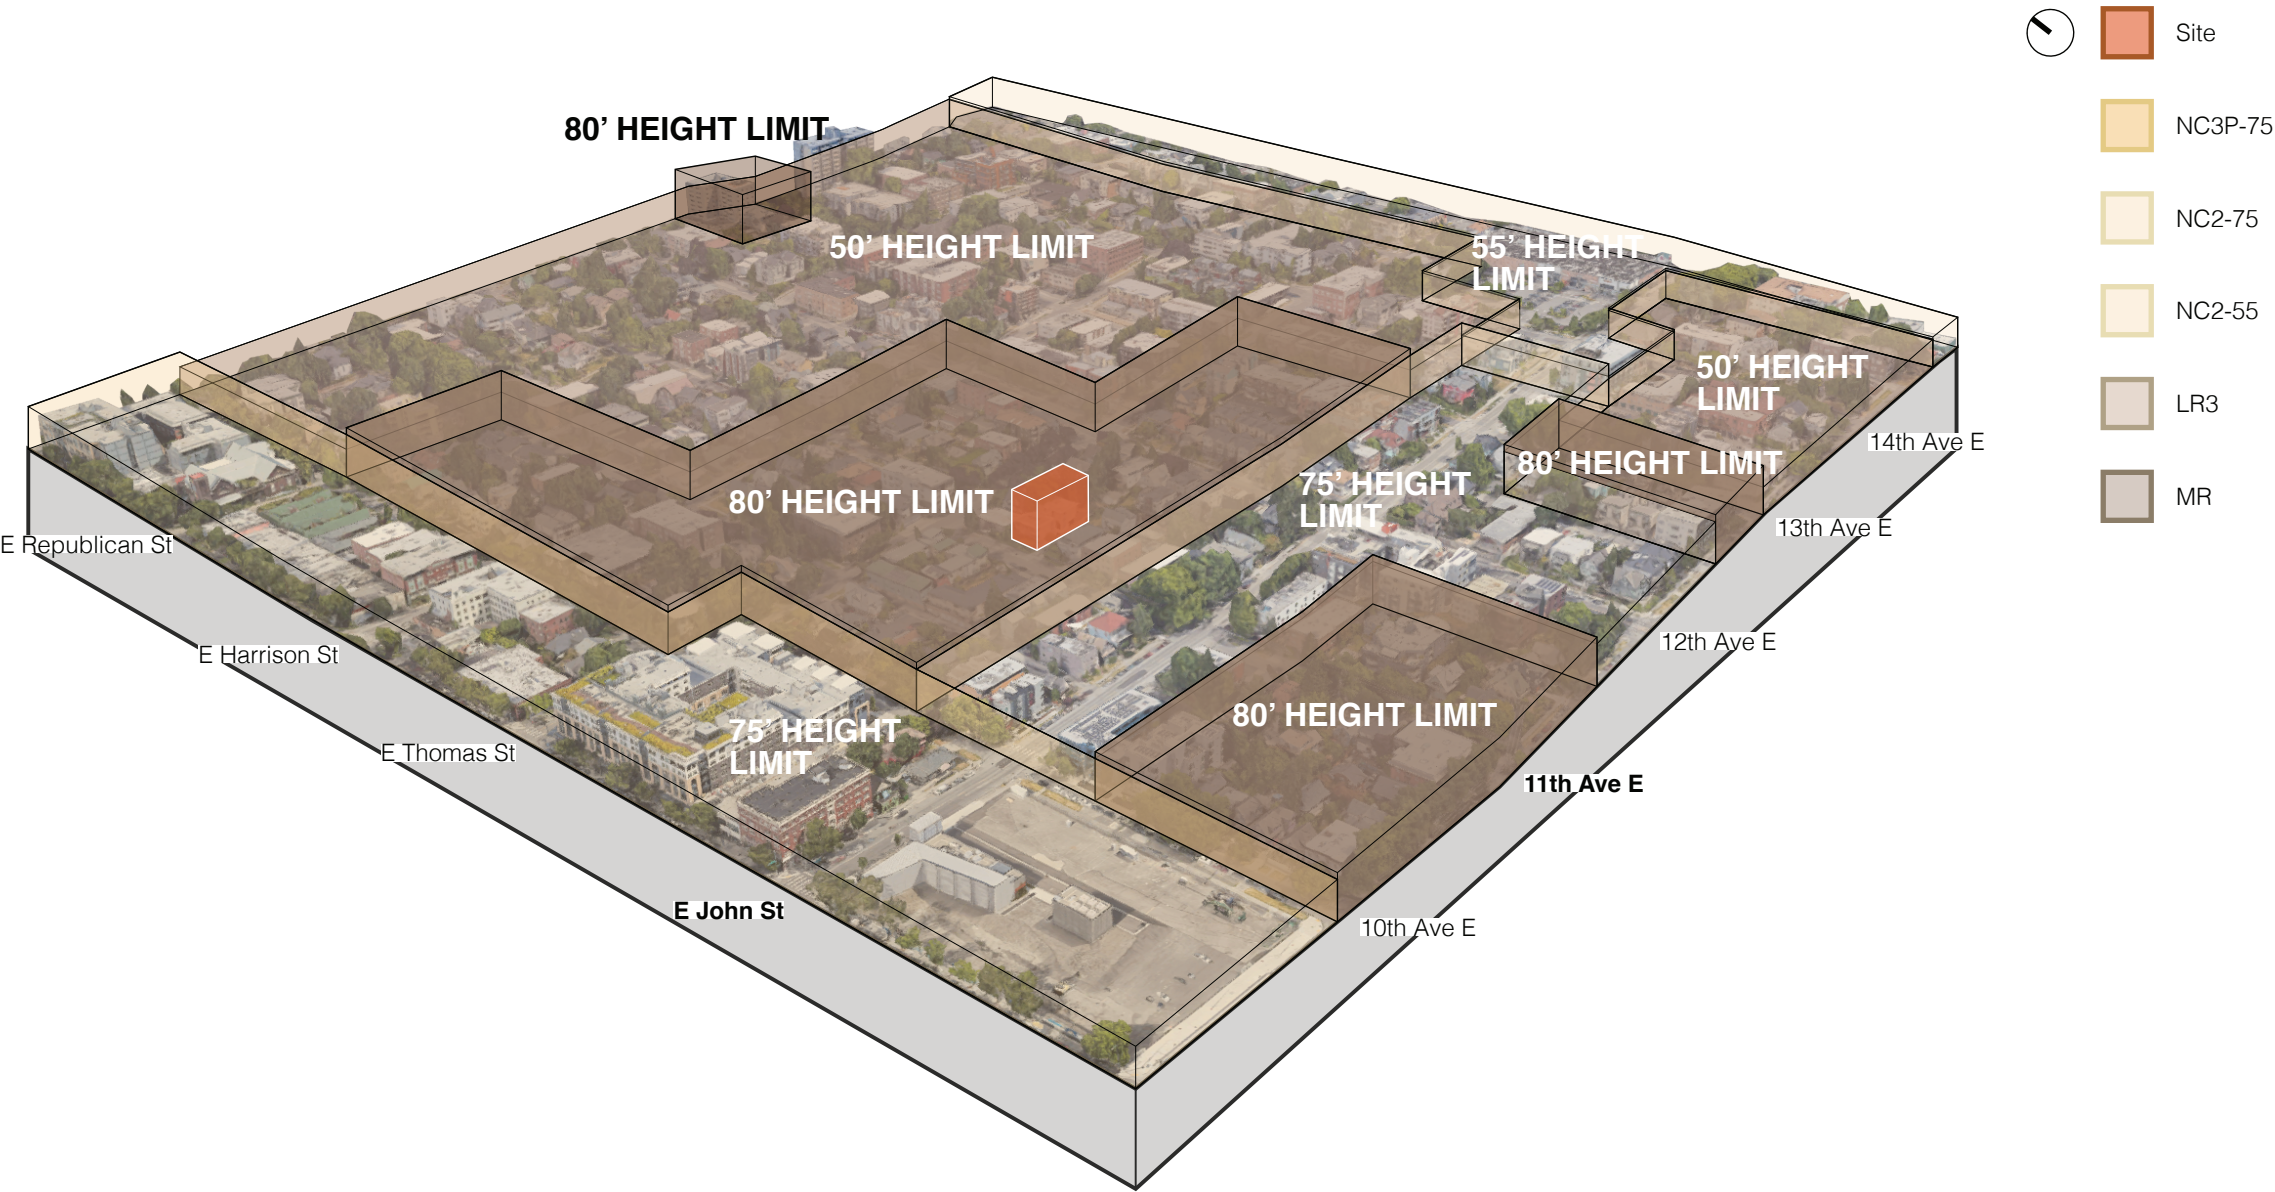 Site
80’ HEIGHT LIMIT
NC3P-75
NC2-75
50’ HEIGHT LIMIT
55’ HEIGHT
LIMIT
NC2-55
50’ HEIGHT
LIMIT
LR3
14th Ave E
80’ HEIGHT LIMIT
75’ HEIGHT
LIMIT
80’ HEIGHT LIMIT
MR
13th Ave E
E Republican St
12th Ave E
E Harrison St
80’ HEIGHT LIMIT
75’ HEIGHT
LIMIT
E Thomas St
11th Ave E
E John St
10th Ave E